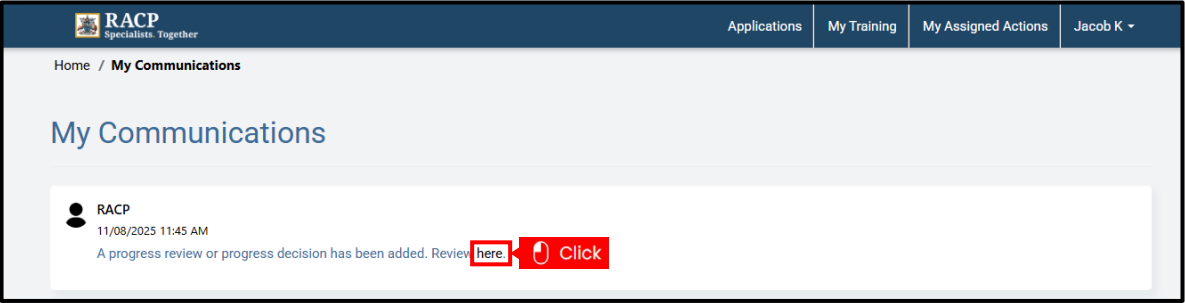 RACP
Specialists. Together
Applications
My Training
My Assigned Actions
Jacob K
Home / My Communications
My Communications
RACP
11/08/2025 11:45 AM
A progress review or progress decision has been added. Review here.
Click